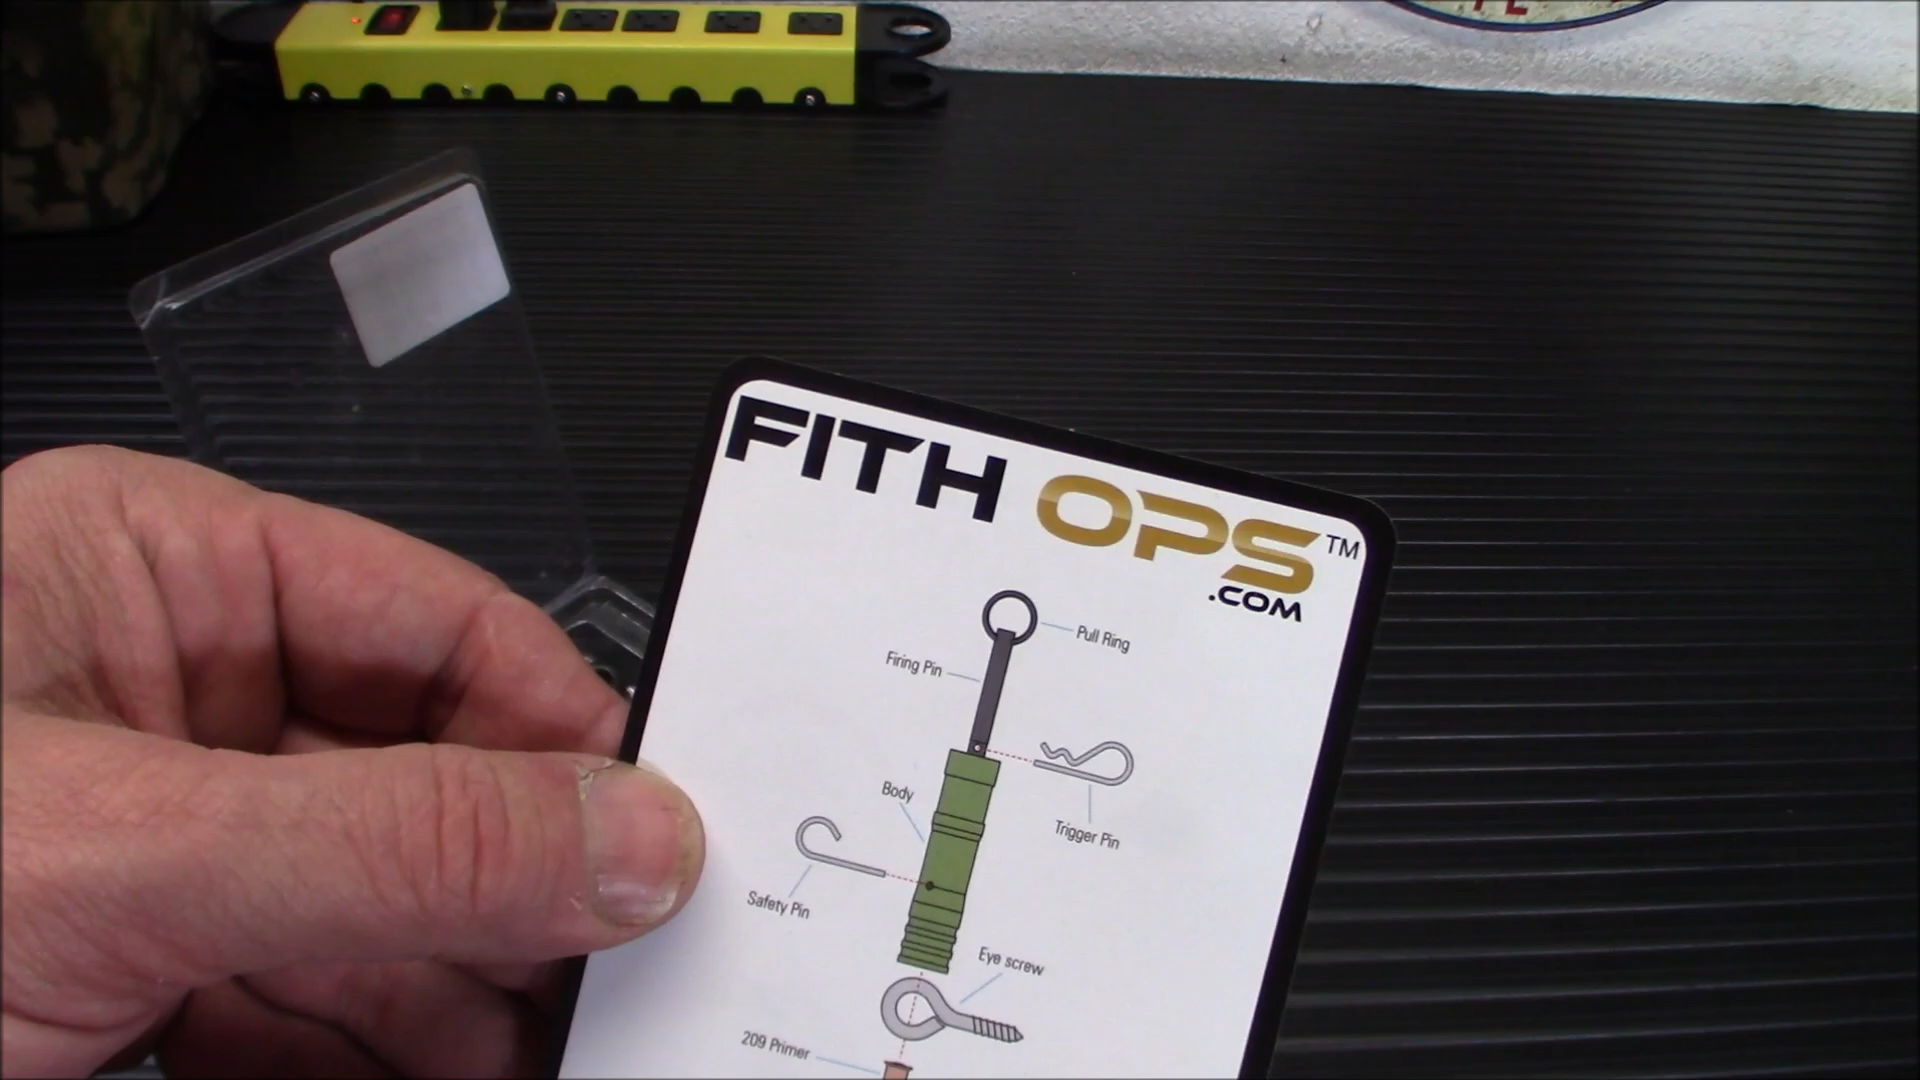 FITH OPS™
.COM
Pull Ring
Firing Pin
Trigger Pin
Body
Safety Pin
Eye screw
209 Primer